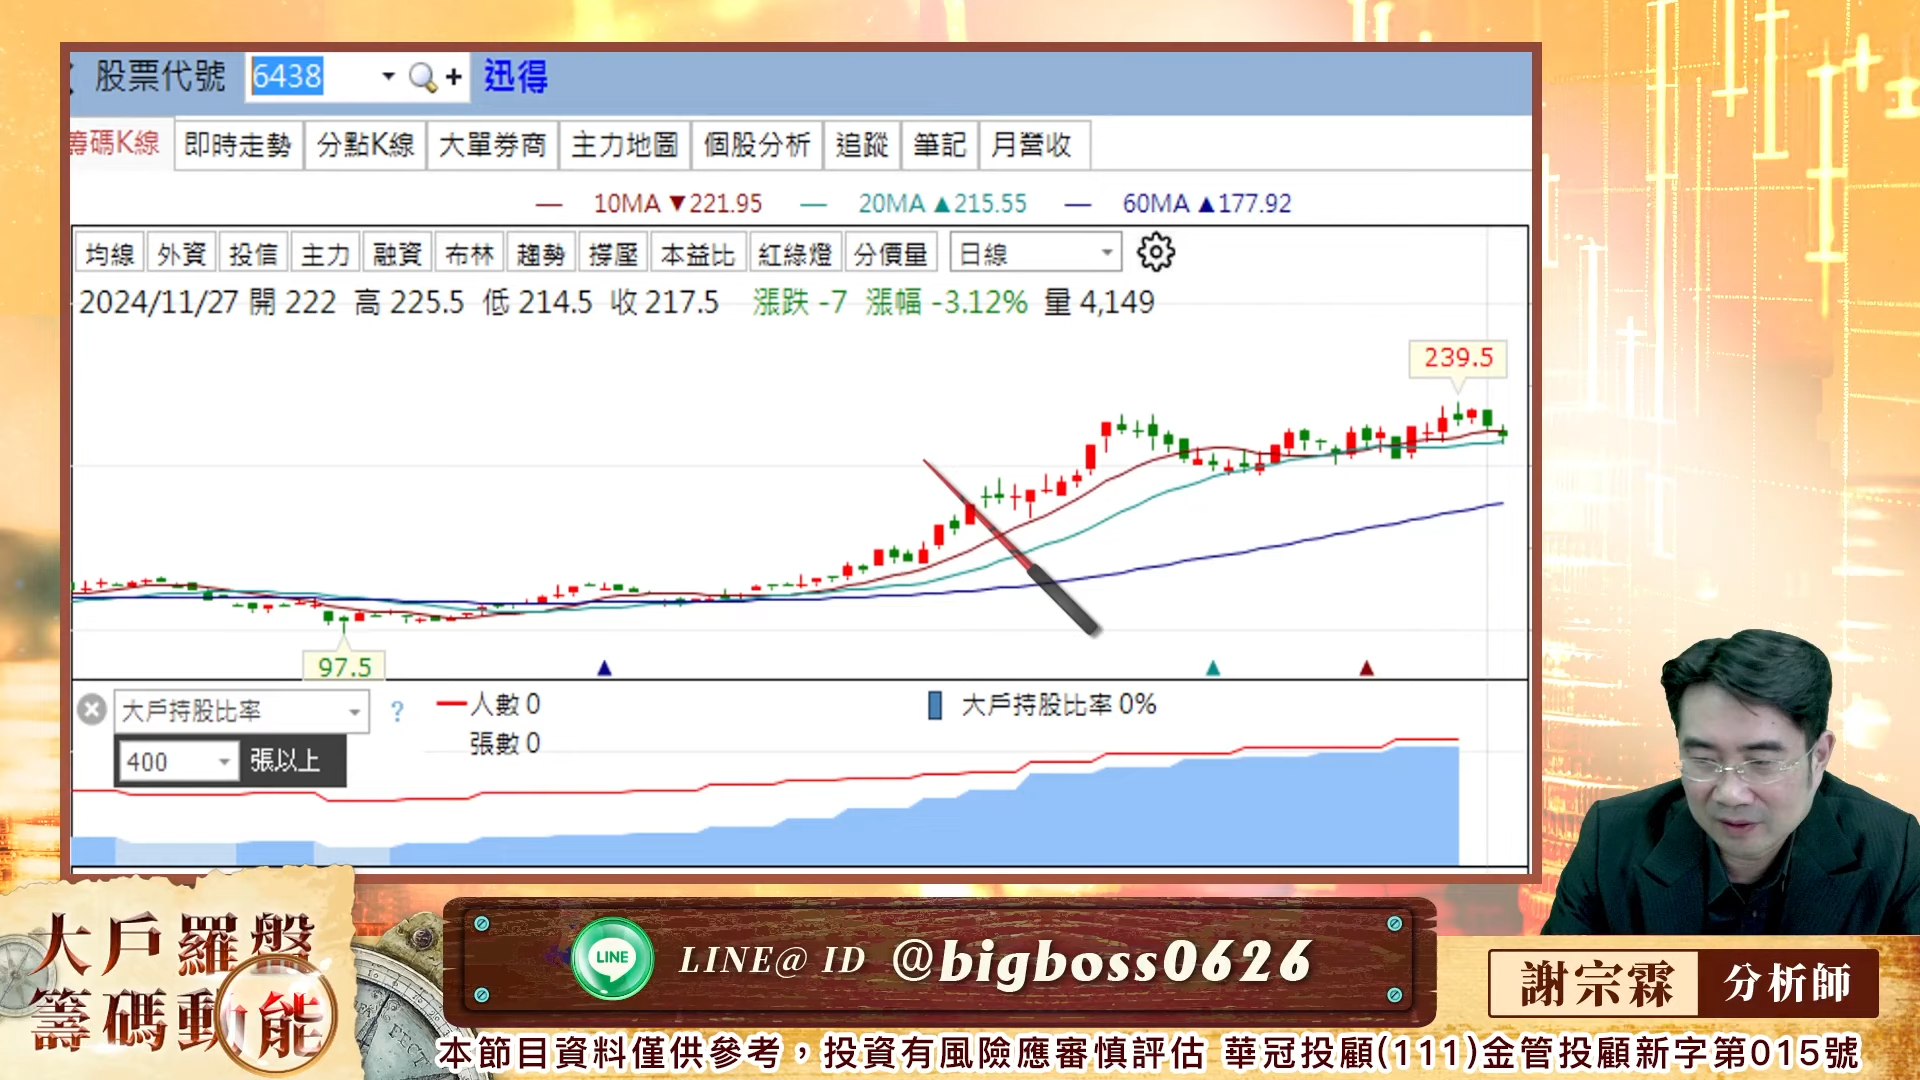 股票代號 6438 迅得
籌碼K線 即時走勢 分點K線 大單券商 主力地圖 個股分析 追蹤 筆記 月營收
10MA ▼221.95 20MA ▲215.55 60MA ▲177.92
均線 外資 投信 主力 融資 布林 趨勢 撐壓 本益比 紅綠燈 分價量 日線
2024/11/27 開 222 高 225.5 低 214.5 收 217.5 漲跌 -7 漲幅 -3.12% 量 4,149
239.5
97.5
大戶持股比率 ? 人數 0 大戶持股比率 0%
張數 0
400 張以上
大戶羅盤
籌碼動能
LINE LINE@ ID @bigboss0626
謝宗霖 分析師
本節目資料僅供參考，投資有風險應審慎評估 華冠投顧(111)金管投顧新字第015號